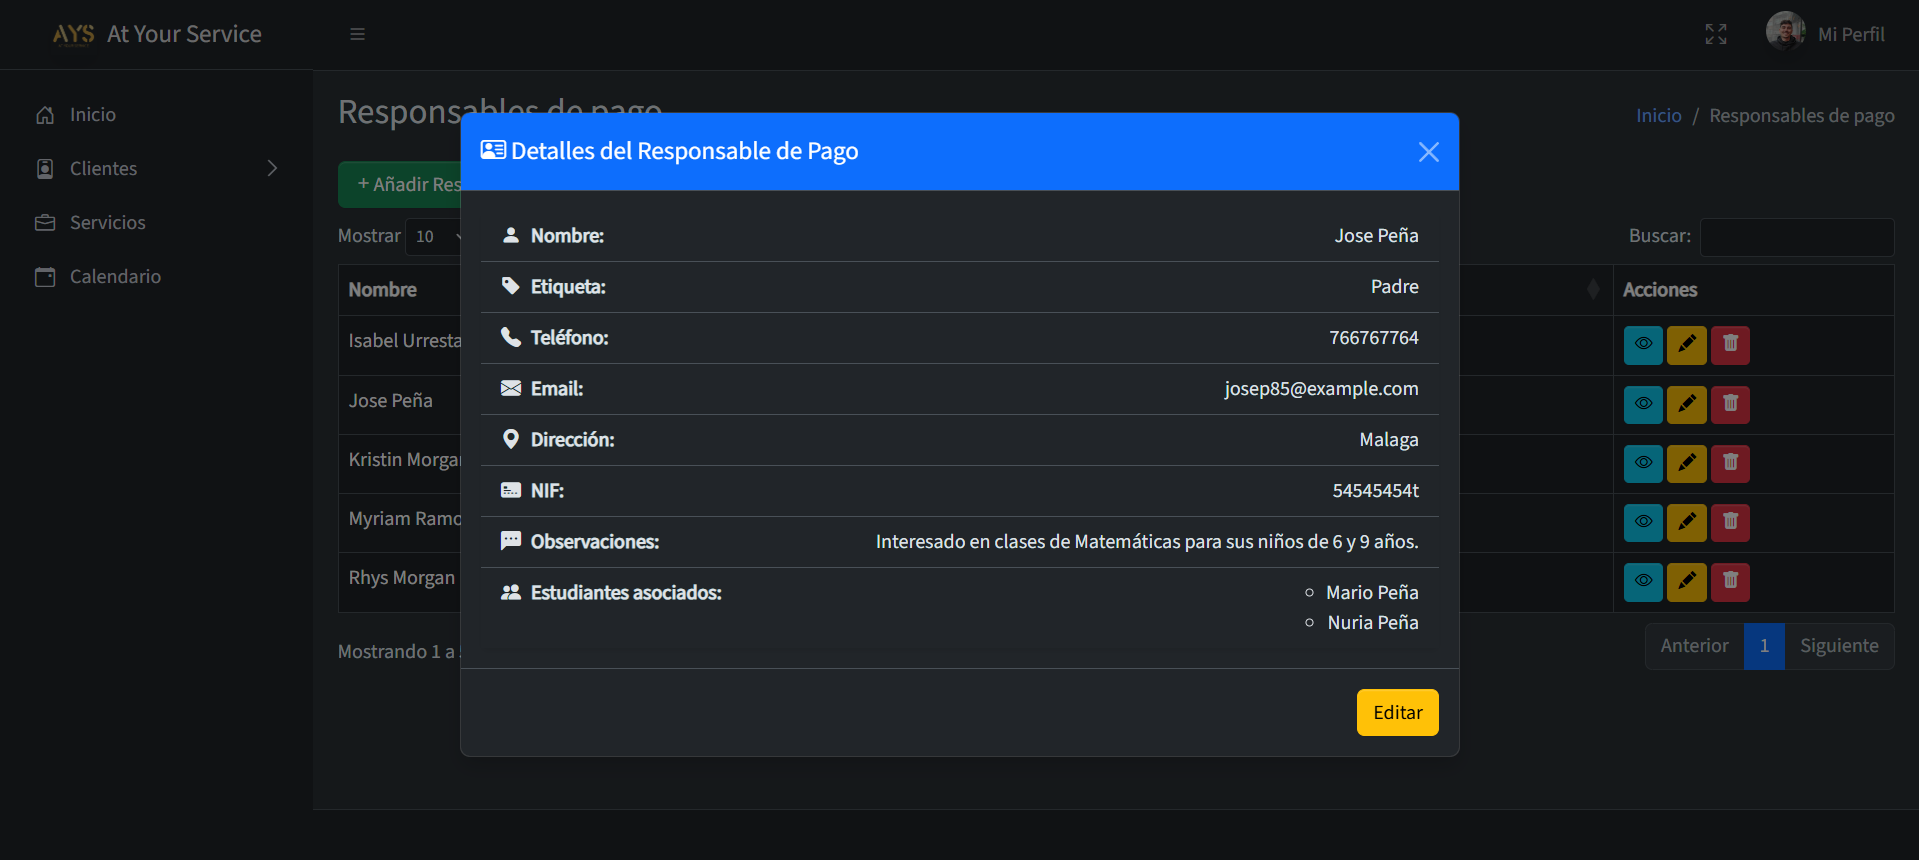 AYS At Your Service
Mi Perfil
Inicio
Clientes
Servicios
Calendario
Responsables de pago
Inicio / Responsables de pago
+ Añadir Res
Mostrar 10
Buscar:
Nombre
Acciones
Isabel Urresta
Jose Peña
Kristin Morgan
Myriam Ramo
Rhys Morgan
Mostrando 1 a
Anterior 1 Siguiente
Detalles del Responsable de Pago
Nombre: Jose Peña
Etiqueta: Padre
Teléfono: 766767764
Email: josep85@example.com
Dirección: Malaga
NIF: 54545454t
Observaciones: Interesado en clases de Matemáticas para sus niños de 6 y 9 años.
Estudiantes asociados: Mario Peña
Nuria Peña
Editar